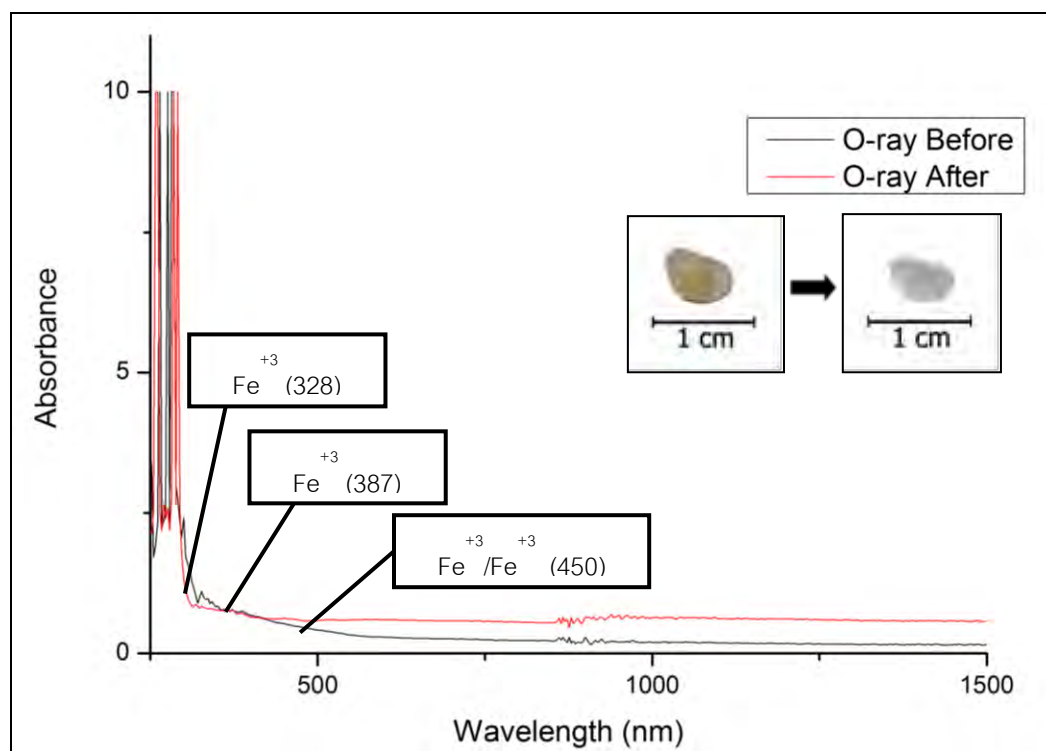 10
5
0
Absorbance
O-ray Before
O-ray After
1 cm
1 cm
+3
Fe (328)
+3
Fe (387)
+3 +3
Fe /Fe (450)
500
1000
1500
Wavelength (nm)